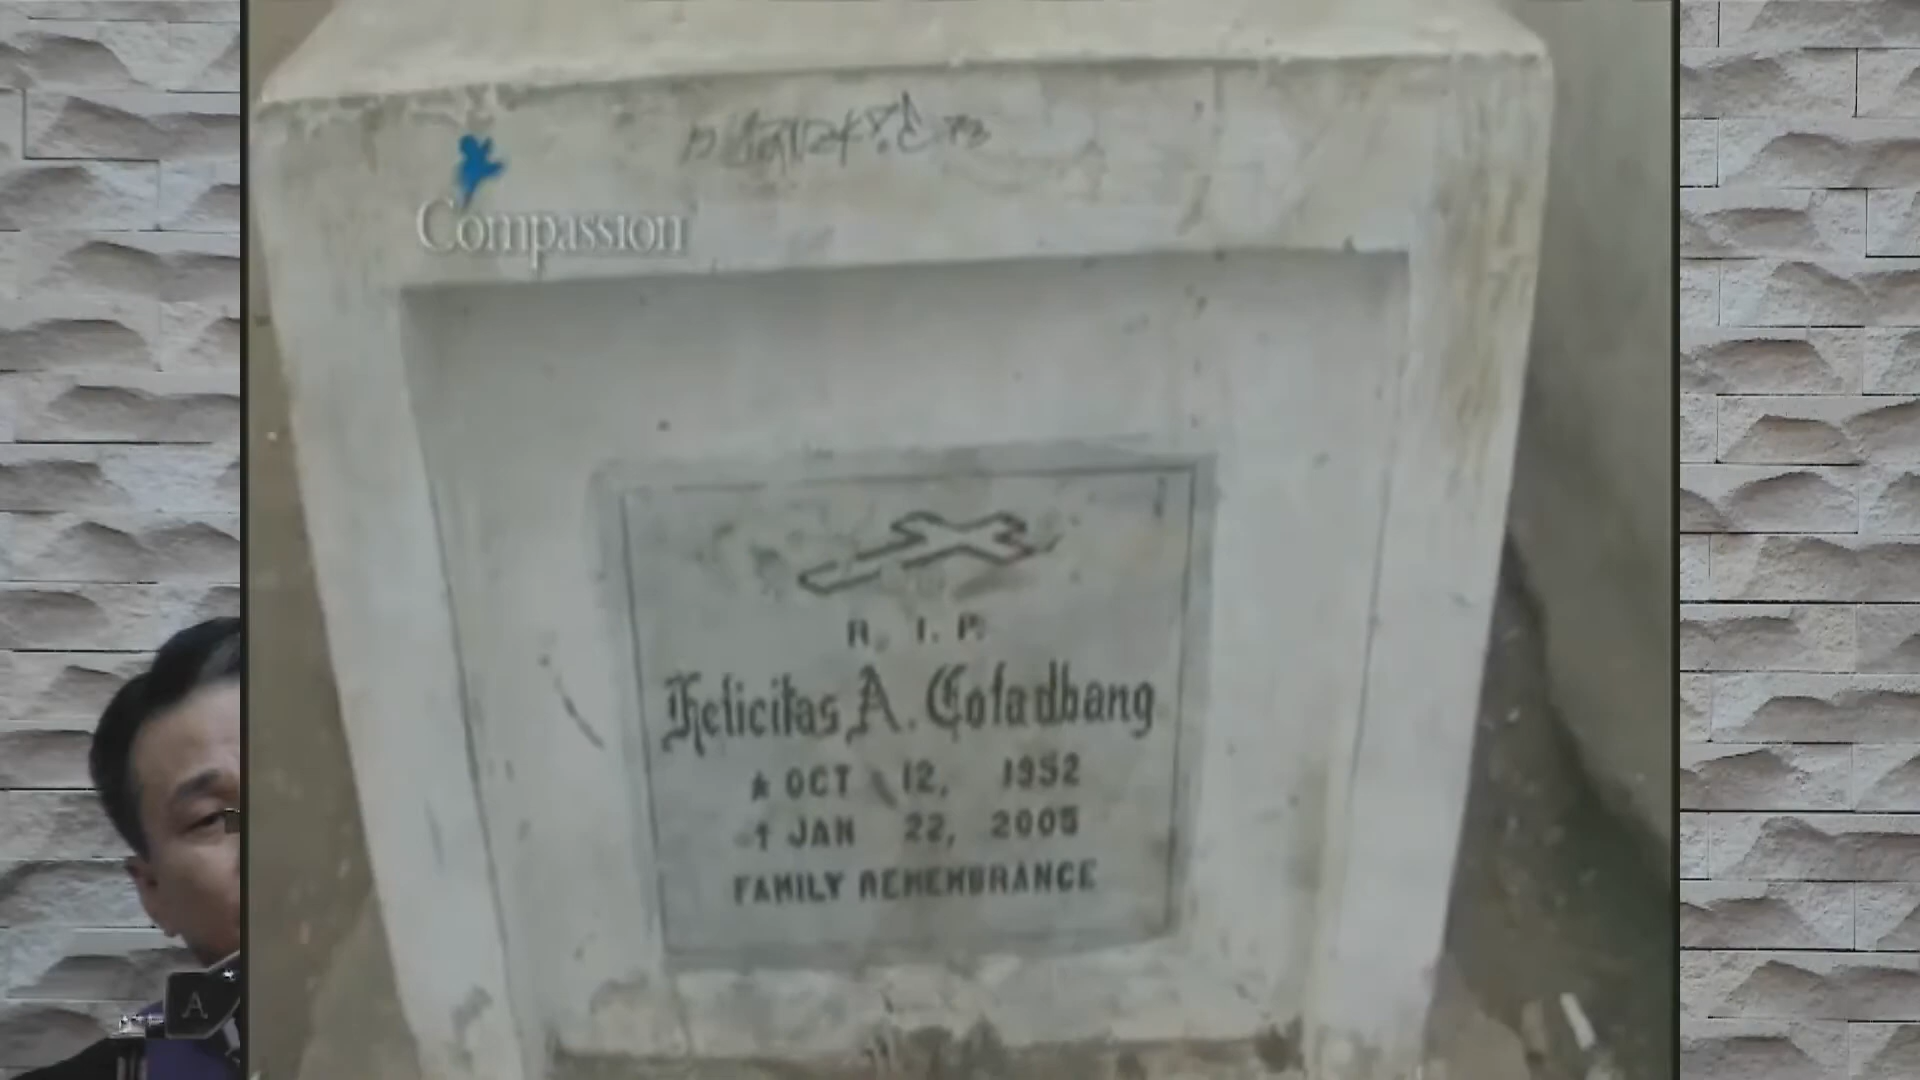 Compassion
R. I. P.
Felicitas A. Cofadbang
★ OCT 12, 1952
† JAN 22, 2005
FAMILY REMEMBRANCE
A